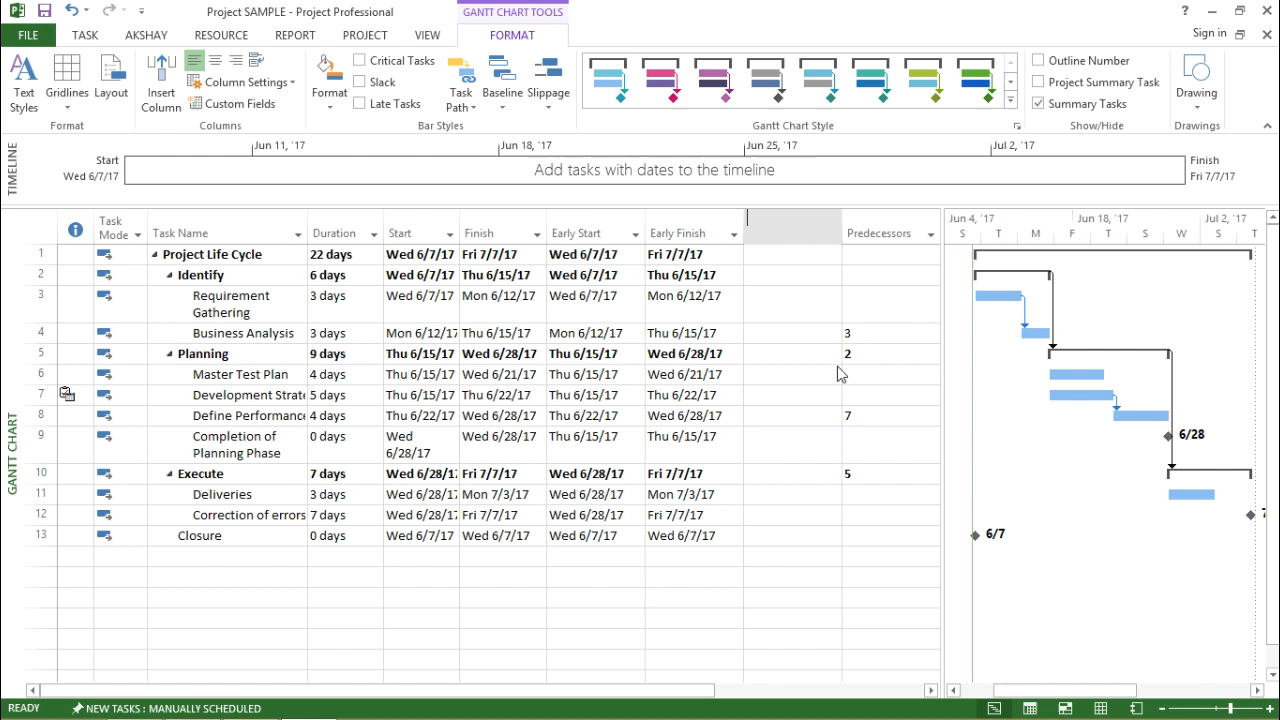 Project SAMPLE - Project Professional
GANTT CHART TOOLS
? 
FILE TASK AKSHAY RESOURCE REPORT PROJECT VIEW FORMAT Sign in
Text Styles
Gridlines
Layout
Insert Column
Column Settings
Custom Fields
Format
Critical Tasks
Slack
Late Tasks
Task Path
Baseline
Slippage
Outline Number
Project Summary Task
Summary Tasks
Drawing
Format Columns Bar Styles Gantt Chart Style Show/Hide Drawings
TIMELINE
Jun 11, '17 Jun 18, '17 Jun 25, '17 Jul 2, '17
Start
Wed 6/7/17
Add tasks with dates to the timeline
Finish
Fri 7/7/17
GANTT CHART
Task Mode Task Name Duration Start Finish Early Start Early Finish Predecessors
Jun 4, '17 Jun 18, '17 Jul 2, '17
S T M F T S W S T
1 Project Life Cycle 22 days Wed 6/7/17 Fri 7/7/17 Wed 6/7/17 Fri 7/7/17
2 Identify 6 days Wed 6/7/17 Thu 6/15/17 Wed 6/7/17 Thu 6/15/17
3 Requirement Gathering 3 days Wed 6/7/17 Mon 6/12/17 Wed 6/7/17 Mon 6/12/17
4 Business Analysis 3 days Mon 6/12/17 Thu 6/15/17 Mon 6/12/17 Thu 6/15/17 3
5 Planning 9 days Thu 6/15/17 Wed 6/28/17 Thu 6/15/17 Wed 6/28/17 2
6 Master Test Plan 4 days Thu 6/15/17 Wed 6/21/17 Thu 6/15/17 Wed 6/21/17
7 Development Strate 5 days Thu 6/15/17 Thu 6/22/17 Thu 6/15/17 Thu 6/22/17
8 Define Performance 4 days Thu 6/22/17 Wed 6/28/17 Thu 6/22/17 Wed 6/28/17 7
9 Completion of Planning Phase 0 days Wed 6/28/17 Wed 6/28/17 Thu 6/15/17 Thu 6/15/17 6/28
10 Execute 7 days Wed 6/28/17 Fri 7/7/17 Wed 6/28/17 Fri 7/7/17 5
11 Deliveries 3 days Wed 6/28/17 Mon 7/3/17 Wed 6/28/17 Mon 7/3/17
12 Correction of errors 7 days Wed 6/28/17 Fri 7/7/17 Wed 6/28/17 Fri 7/7/17
13 Closure 0 days Wed 6/7/17 Wed 6/7/17 Wed 6/7/17 Wed 6/7/17 6/7
READY NEW TASKS : MANUALLY SCHEDULED